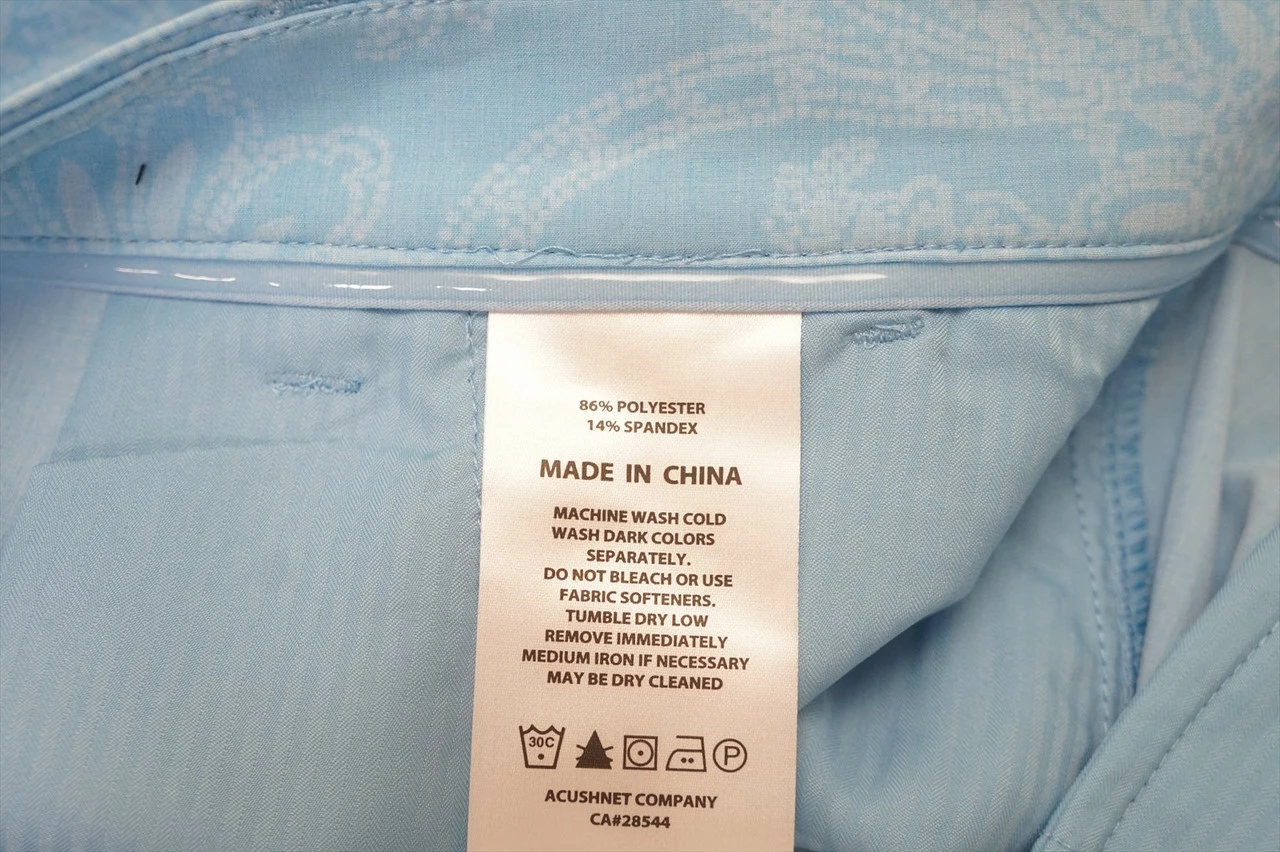 86% POLYESTER
14% SPANDEX
MADE IN CHINA
MACHINE WASH COLD
WASH DARK COLORS
SEPARATELY.
DO NOT BLEACH OR USE
FABRIC SOFTENERS.
TUMBLE DRY LOW
REMOVE IMMEDIATELY
MEDIUM IRON IF NECESSARY
MAY BE DRY CLEANED
30C P
ACUSHNET COMPANY
CA#28544